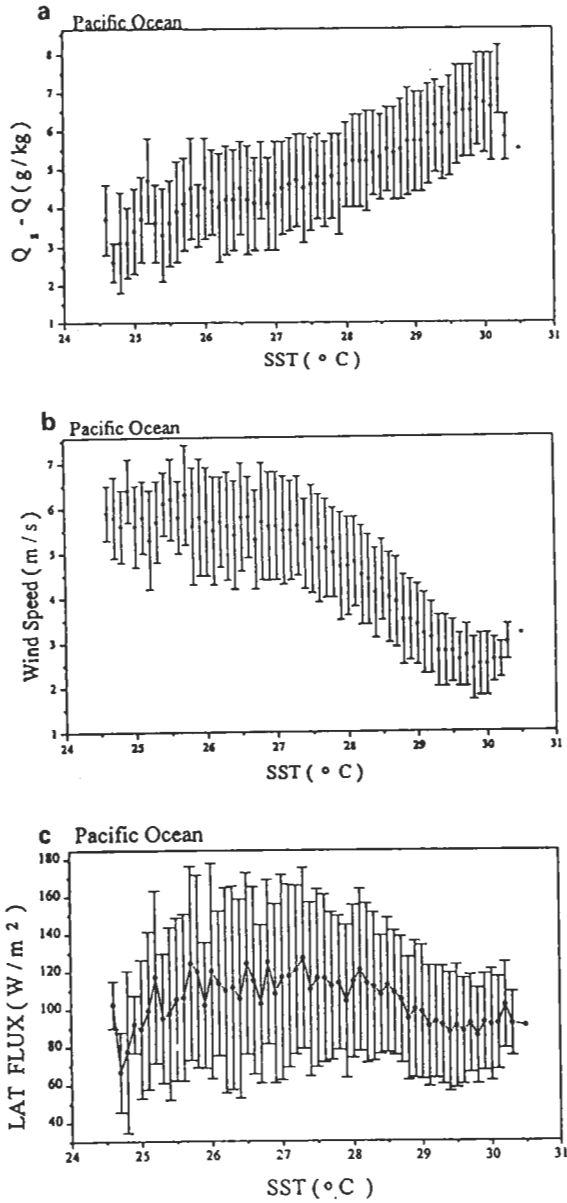 a Pacific Ocean
8
7
6
5
4
3
2
1
Q s - Q ( g / kg )
24 25 26 27 28 29 30 31
SST ( ° C )
b Pacific Ocean
7
6
5
4
3
2
1
Wind Speed ( m / s )
24 25 26 27 28 29 30 31
SST ( ° C )
c Pacific Ocean
180
160
140
120
100
80
60
40
LAT FLUX ( W / m ² )
24 25 26 27 28 29 30 31
SST ( ° C )